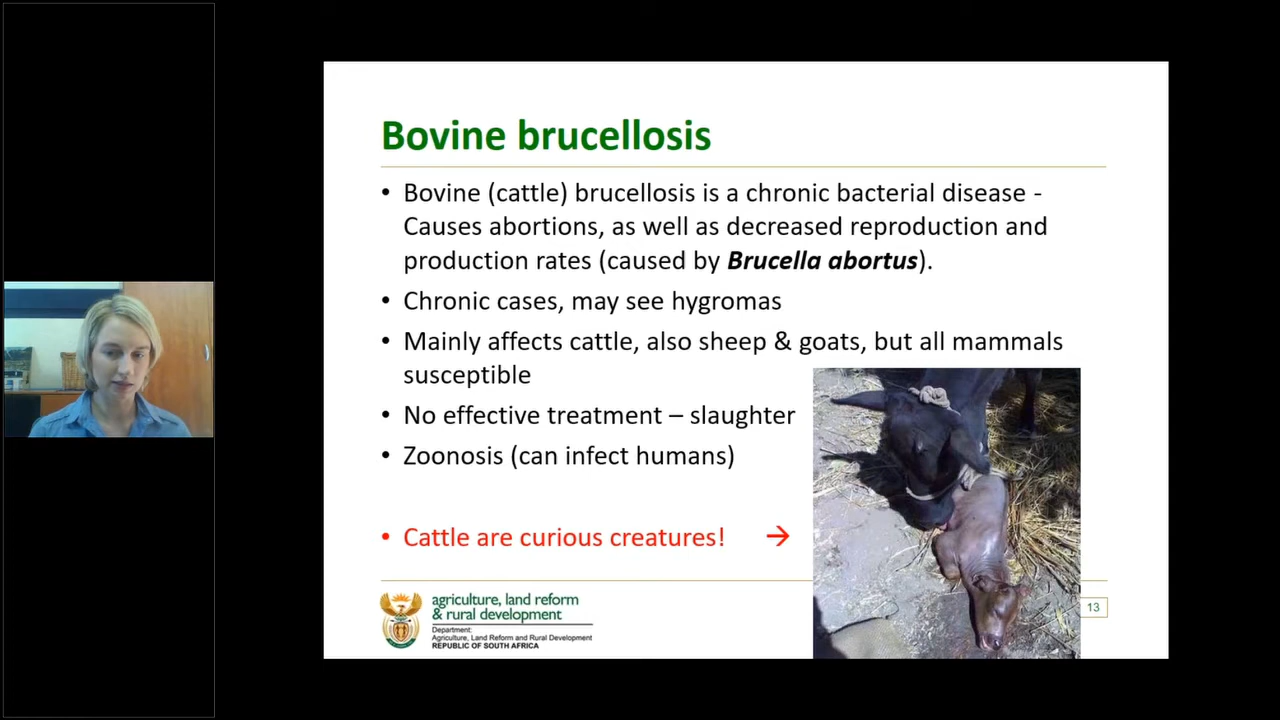 Bovine brucellosis
• Bovine (cattle) brucellosis is a chronic bacterial disease -
Causes abortions, as well as decreased reproduction and
production rates (caused by Brucella abortus).
• Chronic cases, may see hygromas
• Mainly affects cattle, also sheep & goats, but all mammals
susceptible
• No effective treatment – slaughter
• Zoonosis (can infect humans)
• Cattle are curious creatures! →
agriculture, land reform
& rural development
Department:
Agriculture, Land Reform and Rural Development
REPUBLIC OF SOUTH AFRICA
13